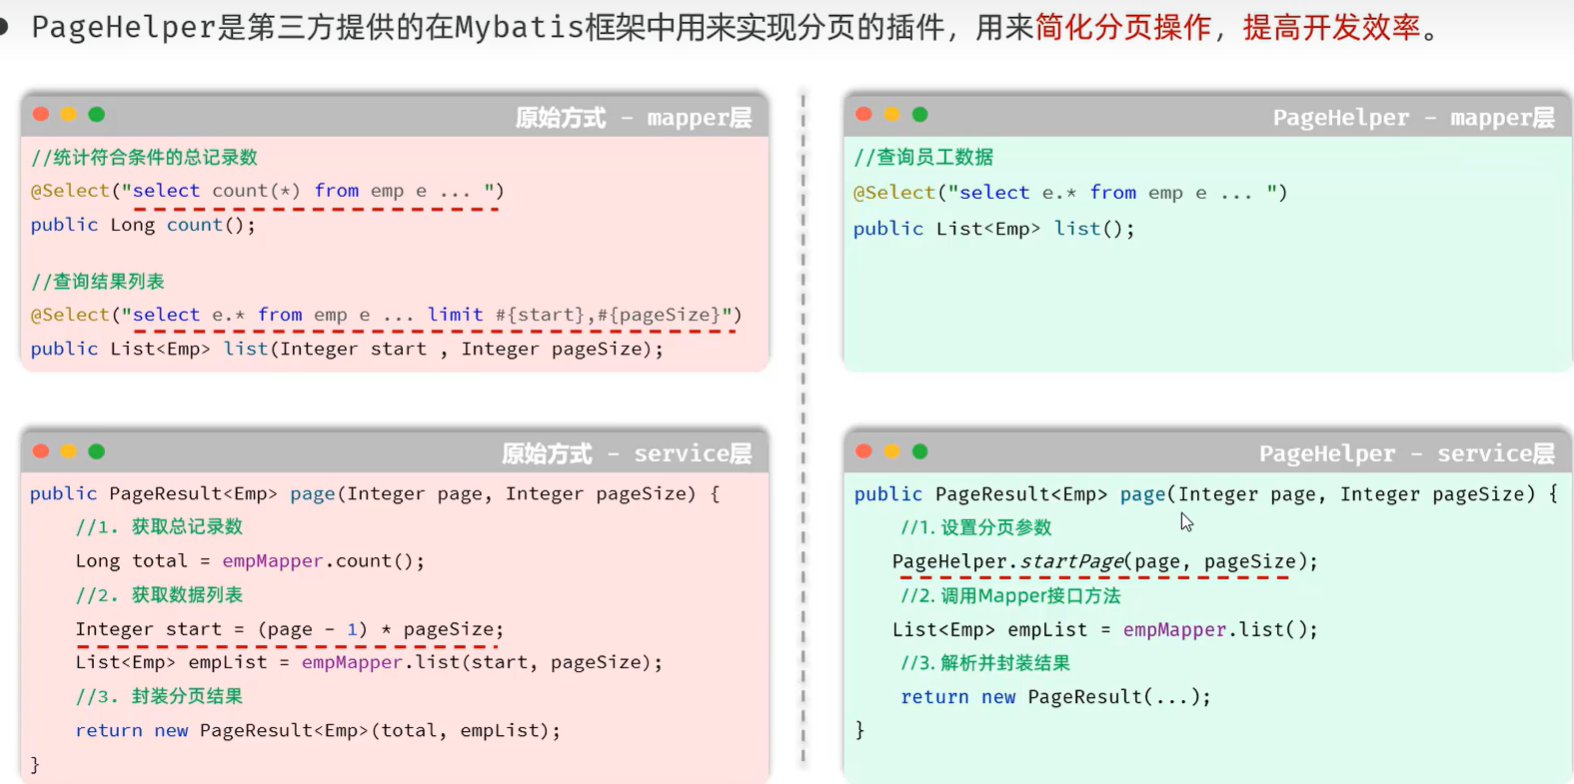 PageHelper是第三方提供的在Mybatis框架中用来实现分页的插件，用来简化分页操作，提高开发效率。
原始方式 - mapper层
//统计符合条件的总记录数
@Select("select count(*) from emp e ... ")
public Long count();
//查询结果列表
@Select("select e.* from emp e ... limit #{start},#{pageSize}")
public List<Emp> list(Integer start , Integer pageSize);
PageHelper - mapper层
//查询员工数据
@Select("select e.* from emp e ... ")
public List<Emp> list();
原始方式 - service层
public PageResult<Emp> page(Integer page, Integer pageSize) {
//1. 获取总记录数
Long total = empMapper.count();
//2. 获取数据列表
Integer start = (page - 1) * pageSize;
List<Emp> empList = empMapper.list(start, pageSize);
//3. 封装分页结果
return new PageResult<Emp>(total, empList);
}
PageHelper - service层
public PageResult<Emp> page(Integer page, Integer pageSize) {
//1. 设置分页参数
PageHelper.startPage(page, pageSize);
//2. 调用Mapper接口方法
List<Emp> empList = empMapper.list();
//3. 解析并封装结果
return new PageResult(...);
}